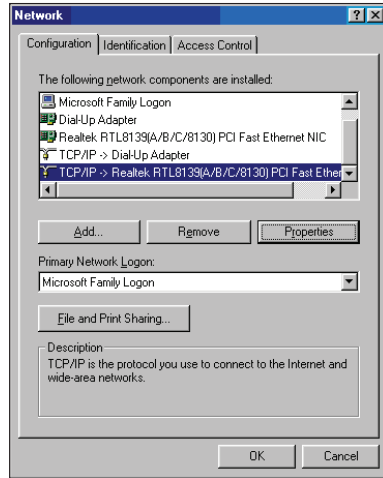 Network
Configuration Identification Access Control
The following network components are installed:
Microsoft Family Logon
Dial-Up Adapter
Realtek RTL8139(A/B/C/8130) PCI Fast Ethernet NIC
TCP/IP -> Dial-Up Adapter
TCP/IP -> Realtek RTL8139(A/B/C/8130) PCI Fast Ether
Add... Remove Properties
Primary Network Logon:
Microsoft Family Logon
File and Print Sharing...
Description
TCP/IP is the protocol you use to connect to the Internet and
wide-area networks.
OK Cancel